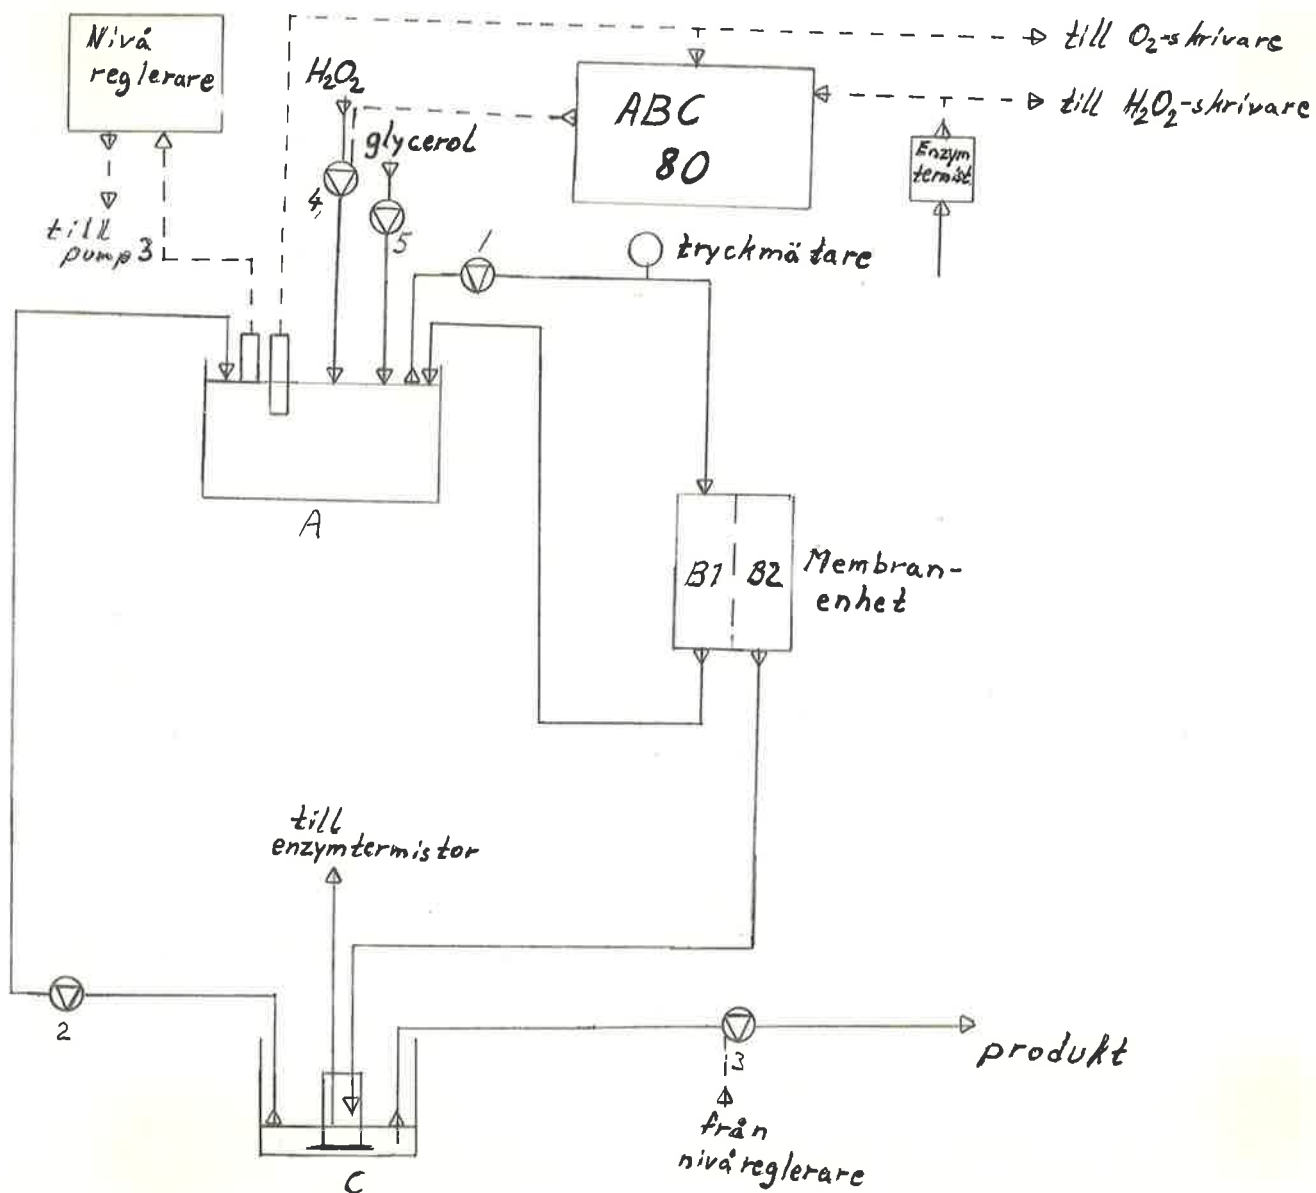 Nivå
reglerare
till O₂-skrivare
H₂O₂
till H₂O₂-skrivare
ABC
80
glycerol
Enzym
termist.
4
5
till
pump 3
1
tryckmätare
A
B1
B2
Membran-
enhet
till
enzymtermistor
2
3
produkt
från
nivåreglerare
C